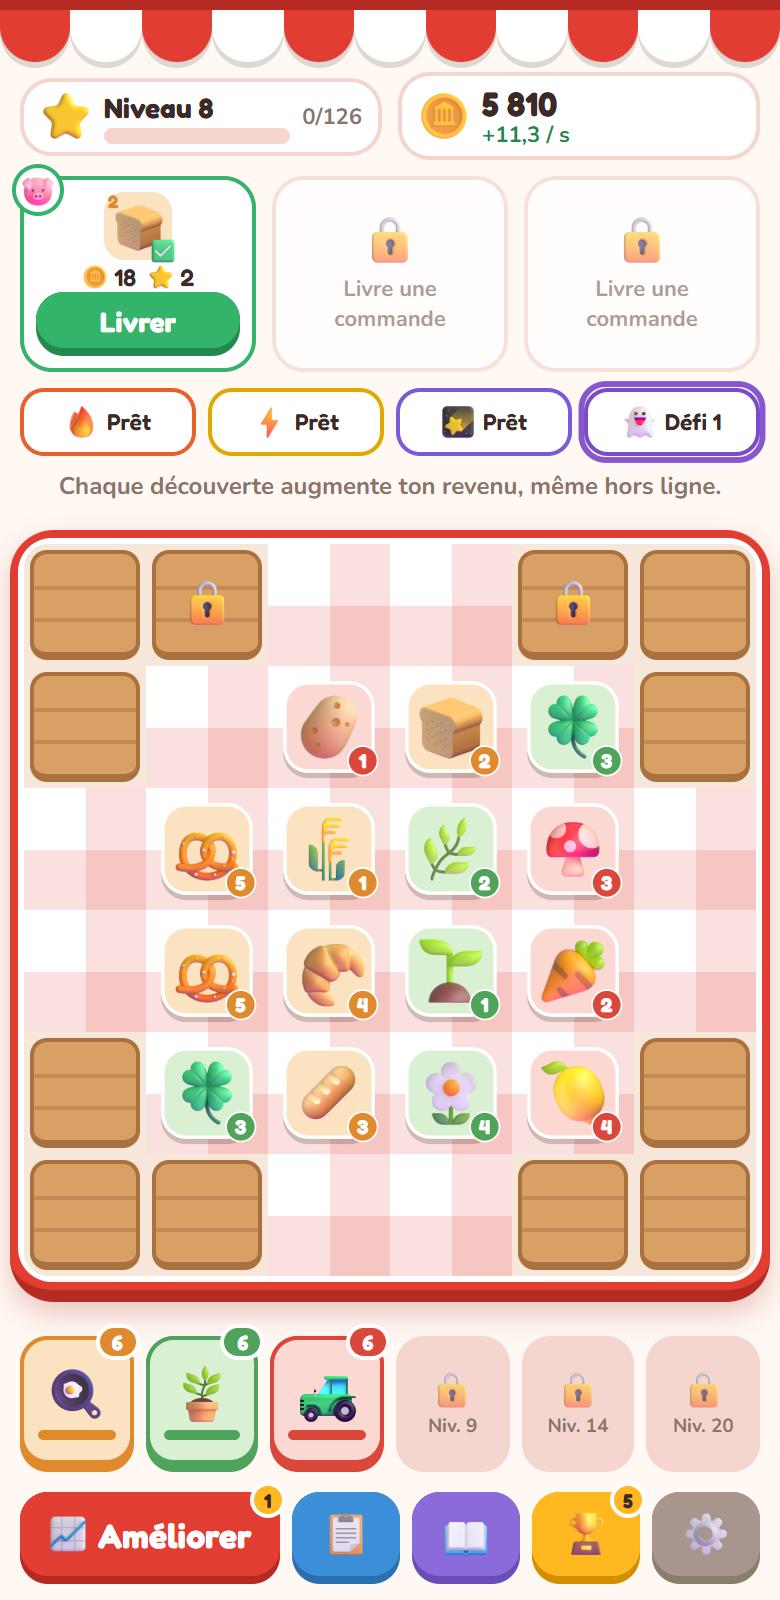 Niveau 8
0/126
5 810
+11,3 / s
2
18 2
Livrer
Livre une
commande
Livre une
commande
Prêt
Prêt
Prêt
Défi 1
Chaque découverte augmente ton revenu, même hors ligne.
1 2 3
5 1 2 3
5 4 1 2
3 3 4 4
6 6 6
Niv. 9
Niv. 14
Niv. 20
Améliorer
1
5